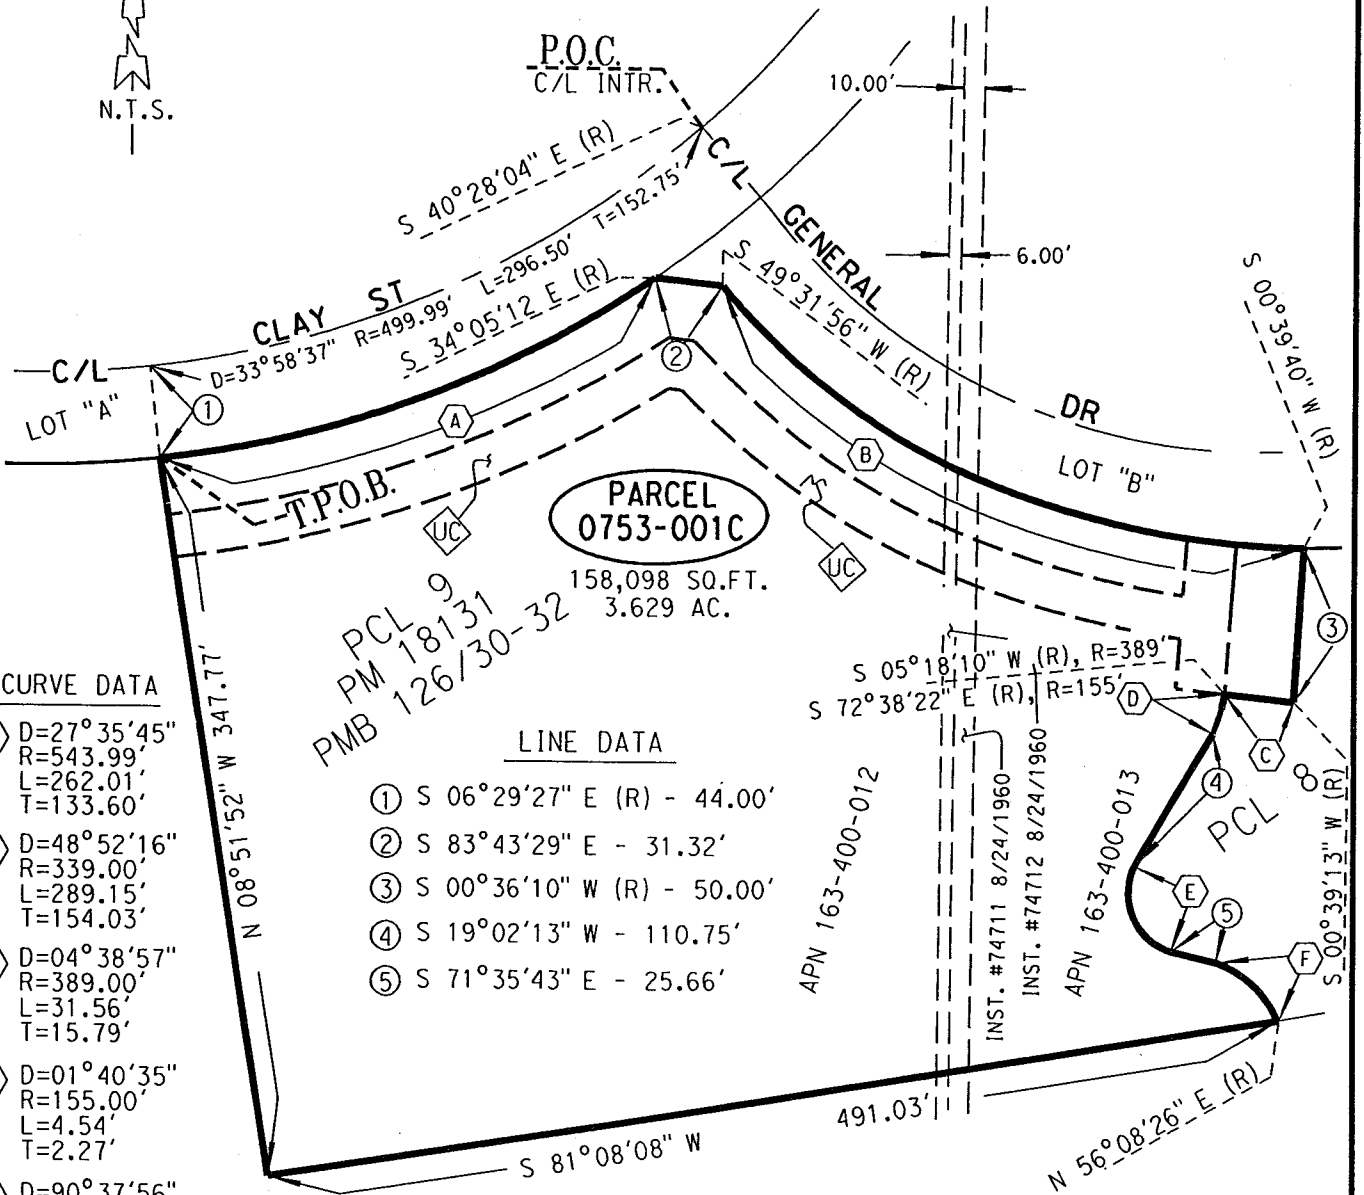 N
N.T.S.
P.O.C.
C/L INTR.
10.00'
6.00'
S 40°28'04" E (R)
C/L GENERAL DR
CLAY ST
D=33°58'37" R=499.99' L=296.50' T=152.75'
S 34°05'12 E (R)
S 49°31'56" W (R)
S 00°39'40" W (R)
C/L
LOT "A"
LOT "B"
1
2
A
B
3
T.P.O.B.
UC
UC
PARCEL
0753-001C
158,098 SQ.FT.
3.629 AC.
PCL 9
PM 18131
PMB 126/30-32
N 08°51'52" W 347.77'
S 05°18'10" W (R), R=389'
S 72°38'22" E (R), R=155'
D
C
4
E
5
F
PCL 8
S 00°39'13" W (R)
CURVE DATA
D=27°35'45"
R=543.99'
L=262.01'
T=133.60'
D=48°52'16"
R=339.00'
L=289.15'
T=154.03'
D=04°38'57"
R=389.00'
L=31.56'
T=15.79'
D=01°40'35"
R=155.00'
L=4.54'
T=2.27'
D=90°37'56"
LINE DATA
1 S 06°29'27" E (R) - 44.00'
2 S 83°43'29" E - 31.32'
3 S 00°36'10" W (R) - 50.00'
4 S 19°02'13" W - 110.75'
5 S 71°35'43" E - 25.66'
APN 163-400-012
INST. #74711 8/24/1960
INST. #74712 8/24/1960
APN 163-400-013
S 81°08'08" W
491.03'
N 56°08'26" E (R)